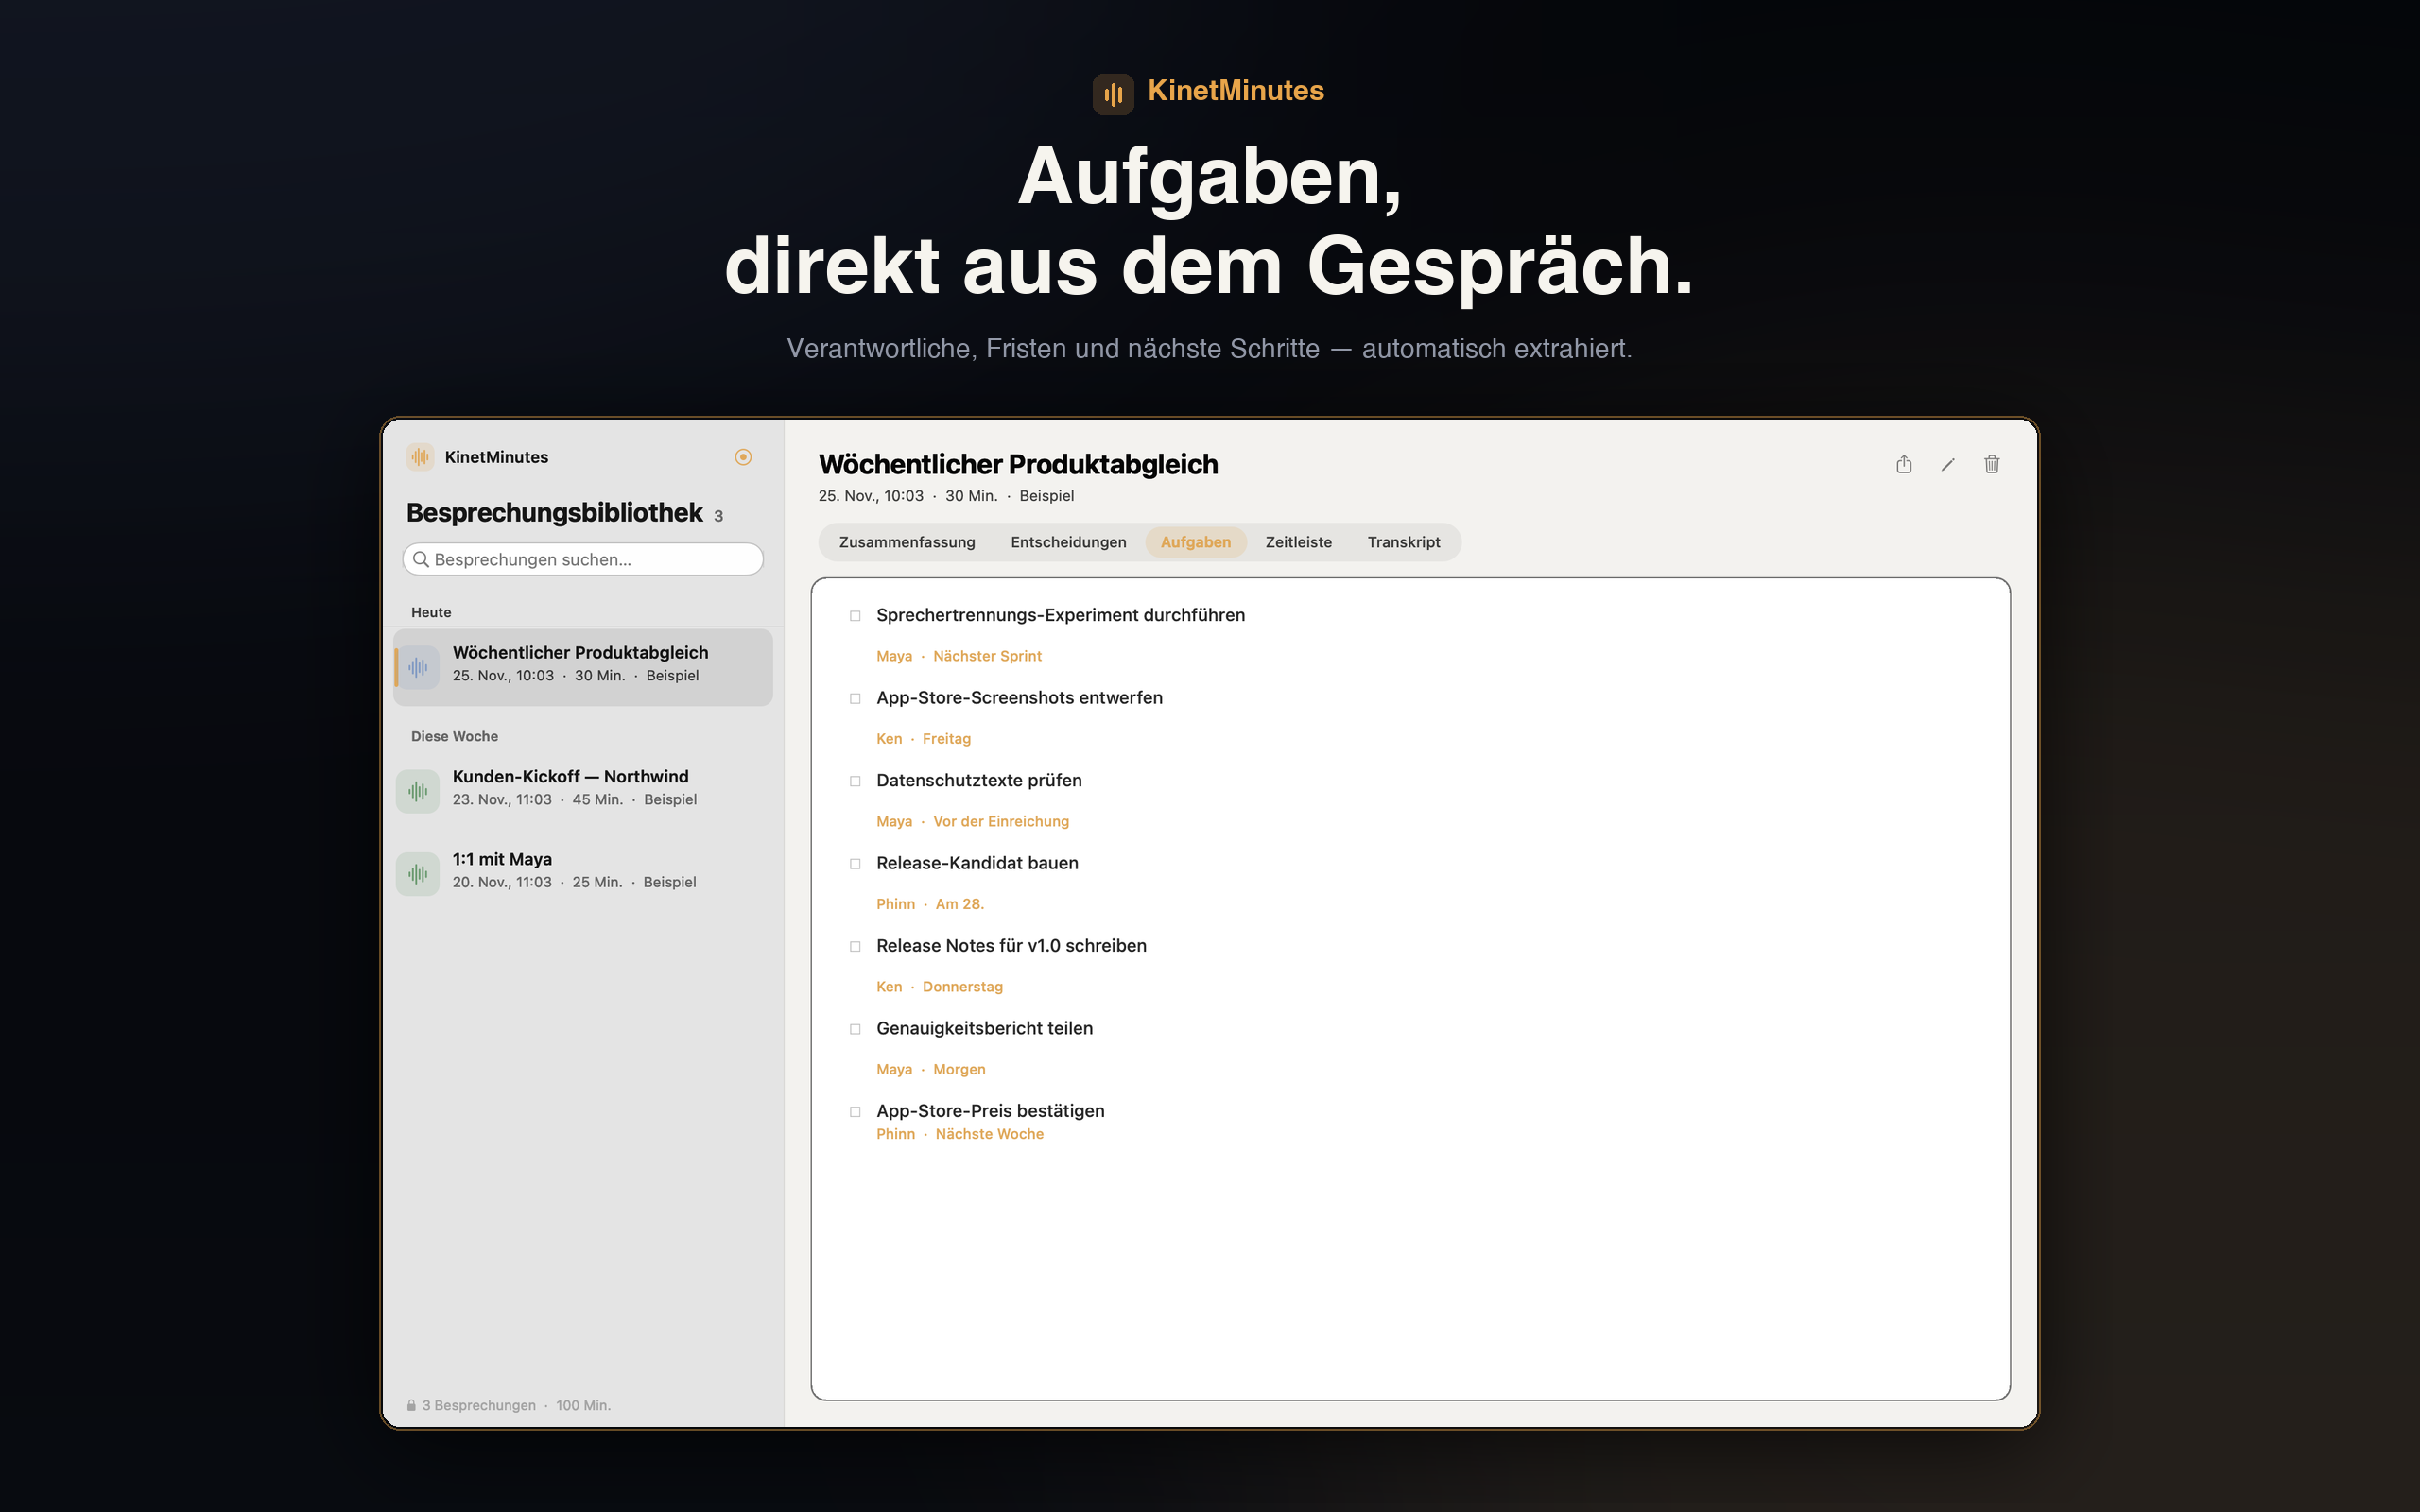 KinetMinutes
Aufgaben,
direkt aus dem Gespräch.
Verantwortliche, Fristen und nächste Schritte — automatisch extrahiert.
KinetMinutes
Besprechungsbibliothek 3
Besprechungen suchen...
Heute
Wöchentlicher Produktabgleich
25. Nov., 10:03 · 30 Min. · Beispiel
Diese Woche
Kunden-Kickoff — Northwind
23. Nov., 11:03 · 45 Min. · Beispiel
1:1 mit Maya
20. Nov., 11:03 · 25 Min. · Beispiel
3 Besprechungen · 100 Min.
Wöchentlicher Produktabgleich
25. Nov., 10:03 · 30 Min. · Beispiel
Zusammenfassung Entscheidungen Aufgaben Zeitleiste Transkript
Sprechertrennungs-Experiment durchführen
Maya · Nächster Sprint
App-Store-Screenshots entwerfen
Ken · Freitag
Datenschutztexte prüfen
Maya · Vor der Einreichung
Release-Kandidat bauen
Phinn · Am 28.
Release Notes für v1.0 schreiben
Ken · Donnerstag
Genauigkeitsbericht teilen
Maya · Morgen
App-Store-Preis bestätigen
Phinn · Nächste Woche